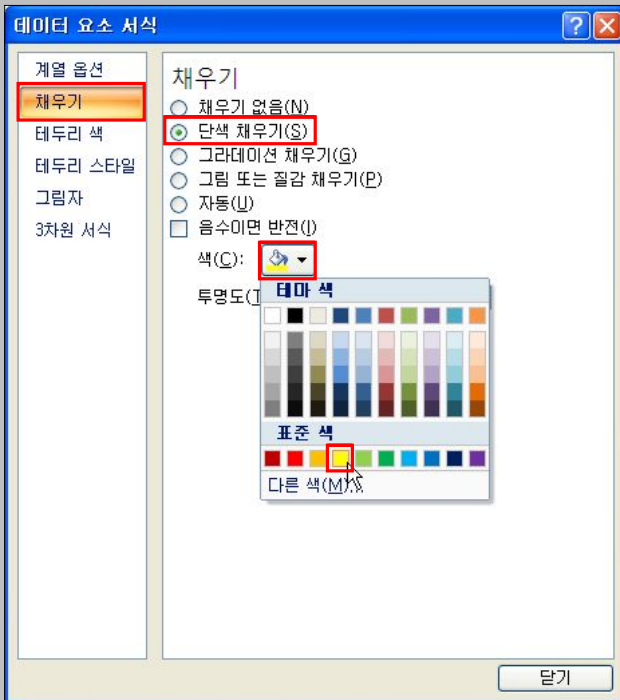 데이터 요소 서식
계열 옵션
채우기
테두리 색
테두리 스타일
그림자
3차원 서식
채우기
채우기 없음(N)
단색 채우기(S)
그라데이션 채우기(G)
그림 또는 질감 채우기(P)
자동(U)
음수이면 반전(I)
색(C):
투명도(T
테마 색
표준 색
다른 색(M)...
닫기